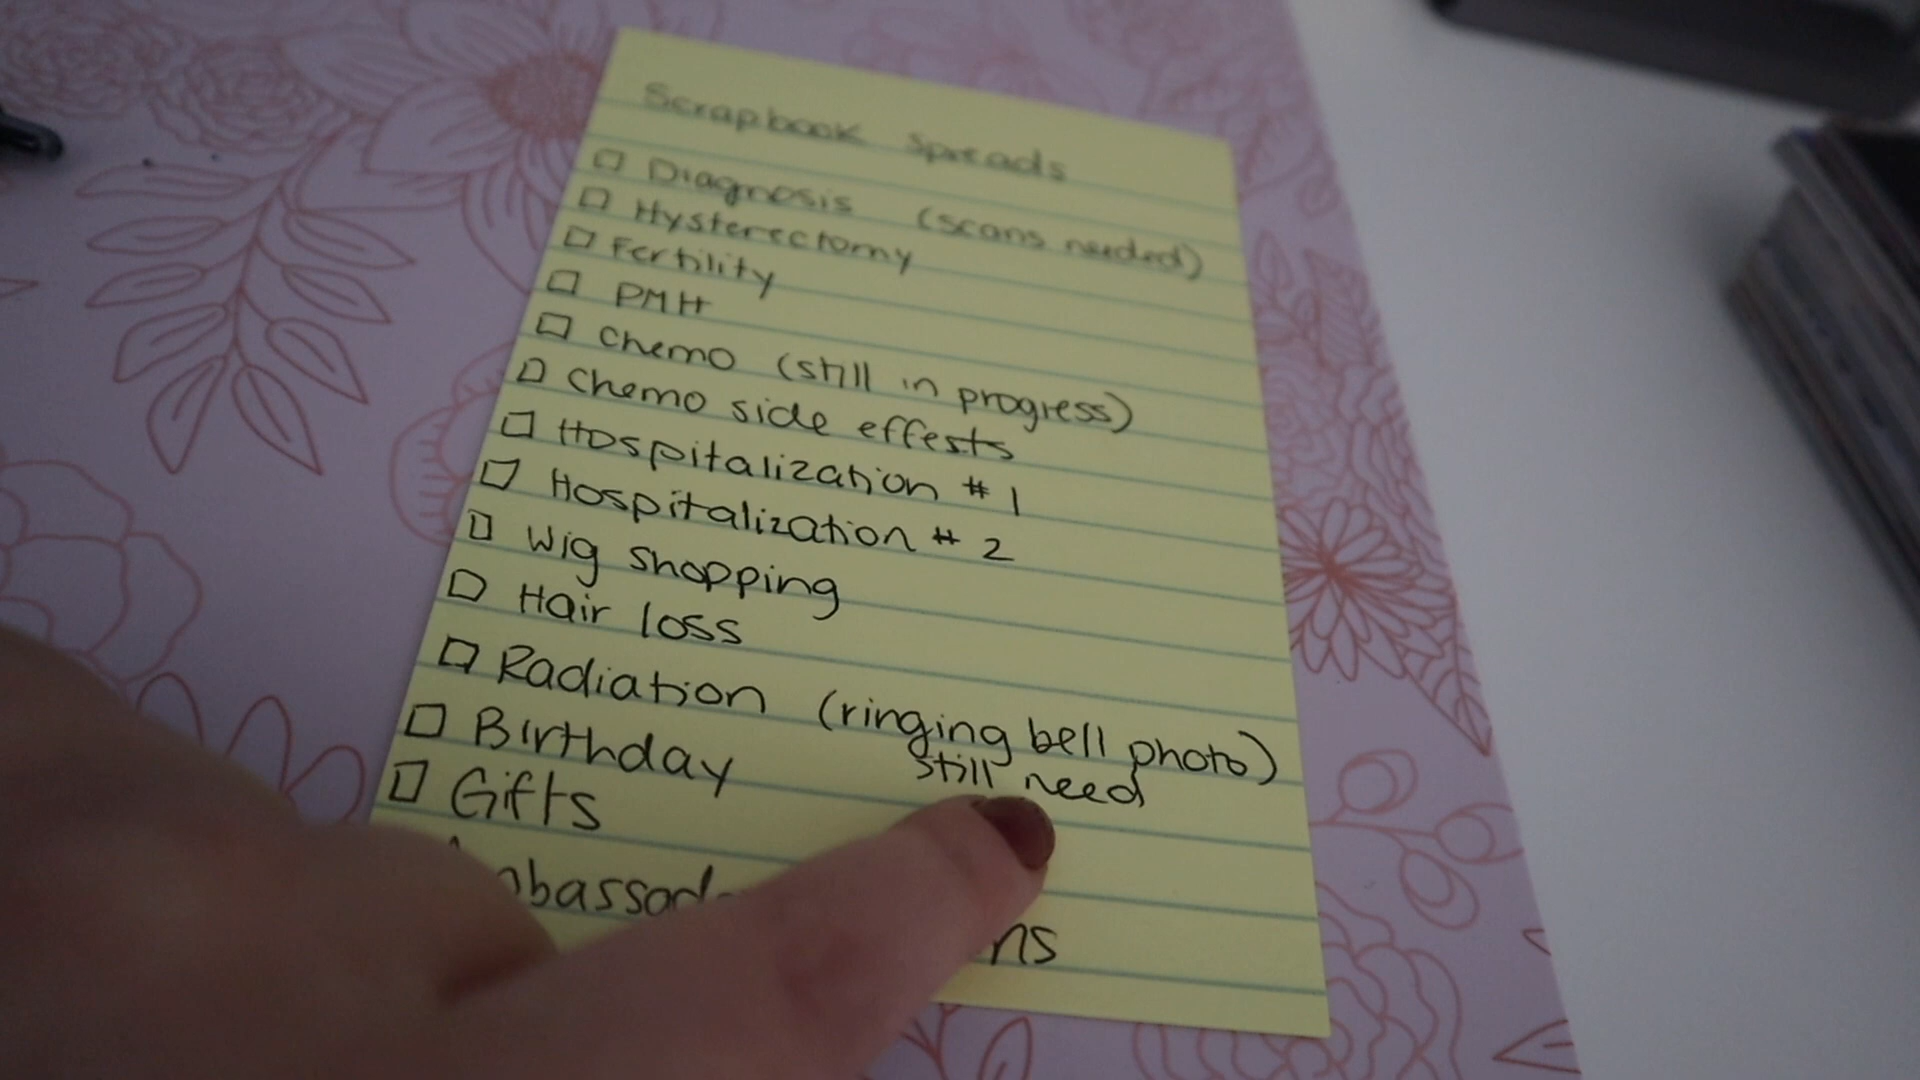 Scrapbook Spreads
Diagnosis (scans needed)
Hysterectomy
Fertility
PMH
Chemo (still in progress)
Chemo side effests
Hospitalization # 1
Hospitalization # 2
Wig shopping
Hair loss
Radiation (ringing bell photo)
still need
Birthday
Gifts